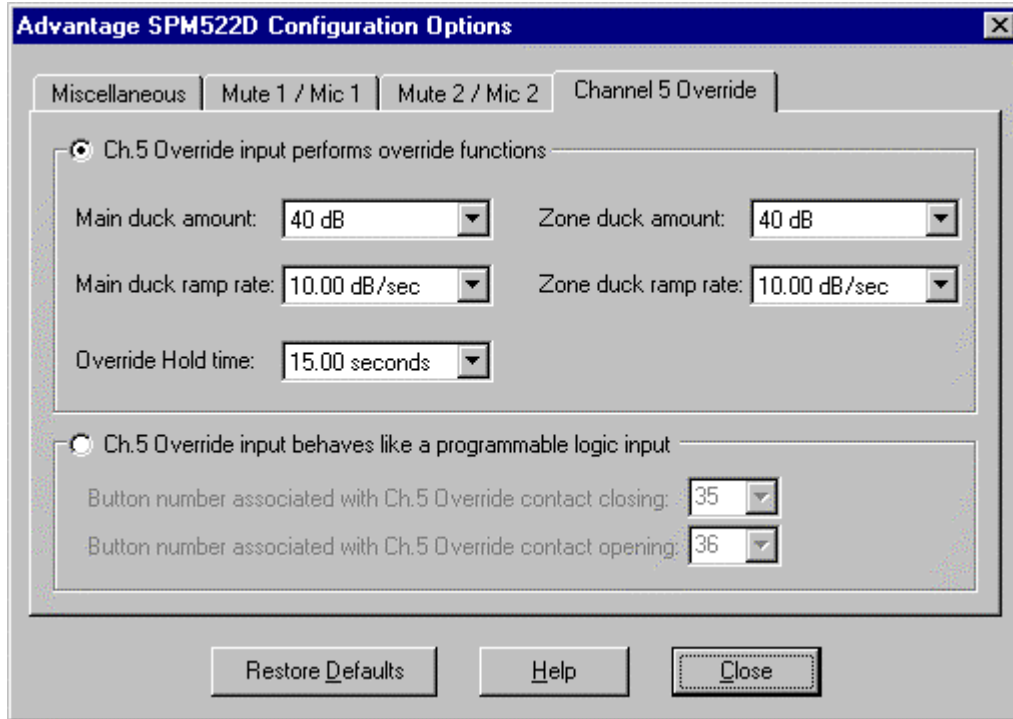 Advantage SPM522D Configuration Options
Miscellaneous Mute 1 / Mic 1 Mute 2 / Mic 2 Channel 5 Override
Ch.5 Override input performs override functions
Main duck amount: 40 dB Zone duck amount: 40 dB
Main duck ramp rate: 10.00 dB/sec Zone duck ramp rate: 10.00 dB/sec
Override Hold time: 15.00 seconds
Ch.5 Override input behaves like a programmable logic input
Button number associated with Ch.5 Override contact closing: 35
Button number associated with Ch.5 Override contact opening: 36
Restore Defaults Help Close